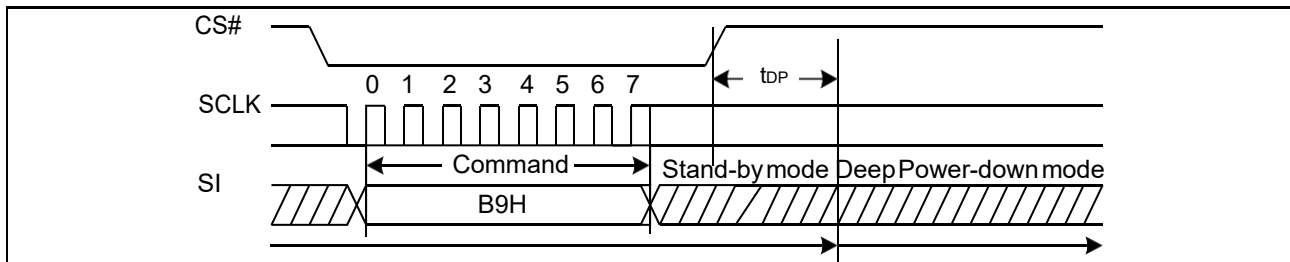 CS#
tDP
0 1 2 3 4 5 6 7
SCLK
Command
Stand-by mode Deep Power-down mode
SI
B9H